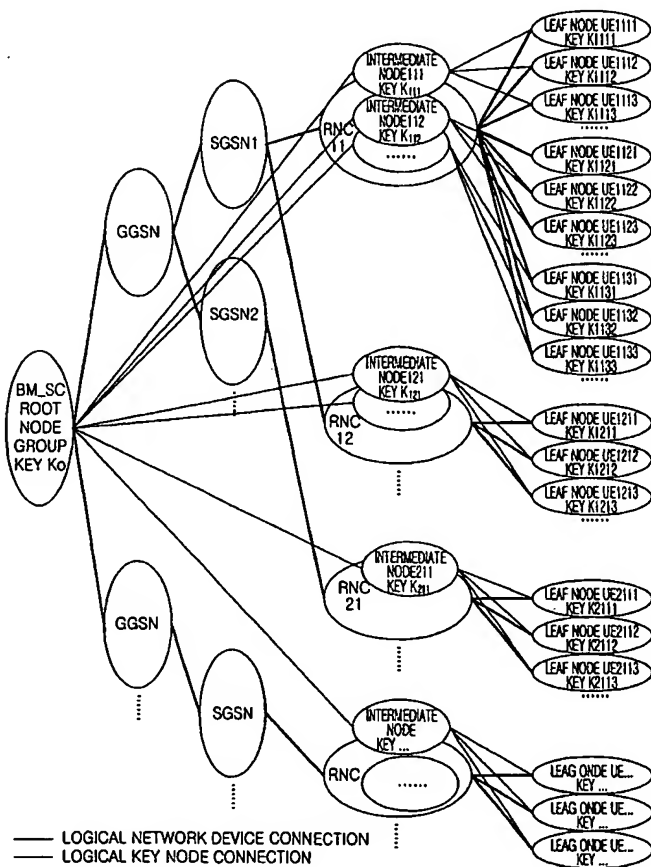 BM_SC
ROOT
NODE
GROUP
KEY Ko
GGSN
GGSN
......
SGSN1
SGSN2
......
SGSN
......
INTERMEDIATE
NODE111
KEY K111
RNC
11
INTERMEDIATE
NODE112
KEY K112
......
INTERMEDIATE
NODE121
KEY K121
......
RNC
12
......
INTERMEDIATE
NODE211
KEY K211
RNC
21
......
INTERMEDIATE
NODE
KEY ...
RNC
......
......
LEAF NODE UE1111
KEY K1111
LEAF NODE UE1112
KEY K1112
LEAF NODE UE1113
KEY K1113
......
LEAF NODE UE1121
KEY K1121
LEAF NODE UE1122
KEY K1122
LEAF NODE UE1123
KEY K1123
......
LEAF NODE UE1131
KEY K1131
LEAF NODE UE1132
KEY K1132
LEAF NODE UE1133
KEY K1133
......
LEAF NODE UE1211
KEY K1211
LEAF NODE UE1212
KEY K1212
LEAF NODE UE1213
KEY K1213
......
LEAF NODE UE2111
KEY K2111
LEAF NODE UE2112
KEY K2112
LEAF NODE UE2113
KEY K2113
......
LEAG ONDE UE...
KEY ...
LEAG ONDE UE...
KEY ...
LEAG ONDE UE...
KEY ...
LOGICAL NETWORK DEVICE CONNECTION
LOGICAL KEY NODE CONNECTION